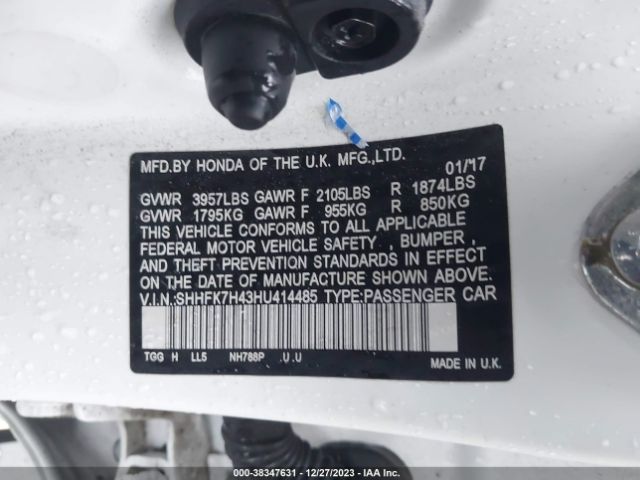 MFD.BY HONDA OF THE U.K. MFG.,LTD. 01/17
GVWR 3957LBS GAWR F 2105LBS R 1874LBS
GVWR 1795KG GAWR F 955KG R 850KG
THIS VEHICLE CONFORMS TO ALL APPLICABLE
FEDERAL MOTOR VEHICLE SAFETY , BUMPER ,
AND THEFT PREVENTION STANDARDS IN EFFECT
ON THE DATE OF MANUFACTURE SHOWN ABOVE.
V.I.N.:SHHFK7H43HU414485 TYPE:PASSENGER CAR
TGG H LL5 NH788P .U.U MADE IN U.K.
000-38347631 - 12/27/2023 - IAA Inc.